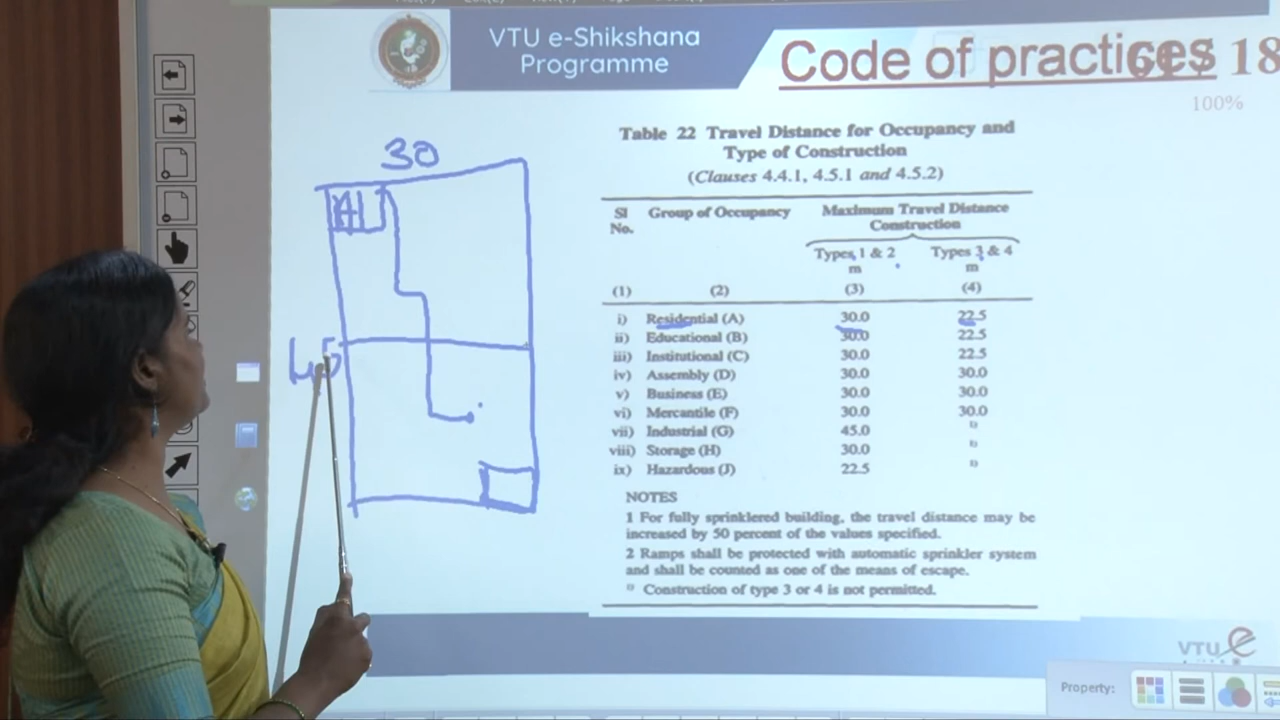 VTU e-Shikshana
Programme
Code of practices
18
100%
30
45
Table 22 Travel Distance for Occupancy and
Type of Construction
(Clauses 4.4.1, 4.5.1 and 4.5.2)
Sl No. Group of Occupancy Maximum Travel Distance Construction
Types 1 & 2 Types 3 & 4
m m
(1) (2) (3) (4)
i) Residential (A) 30.0 22.5
ii) Educational (B) 30.0 22.5
iii) Institutional (C) 30.0 22.5
iv) Assembly (D) 30.0 30.0
v) Business (E) 30.0 30.0
vi) Mercantile (F) 30.0 30.0
vii) Industrial (G) 45.0 1)
viii) Storage (H) 30.0 1)
ix) Hazardous (J) 22.5 1)
NOTES
1 For fully sprinklered building, the travel distance may be
increased by 50 percent of the values specified.
2 Ramps shall be protected with automatic sprinkler system
and shall be counted as one of the means of escape.
1) Construction of type 3 or 4 is not permitted.
VTU e
Property: